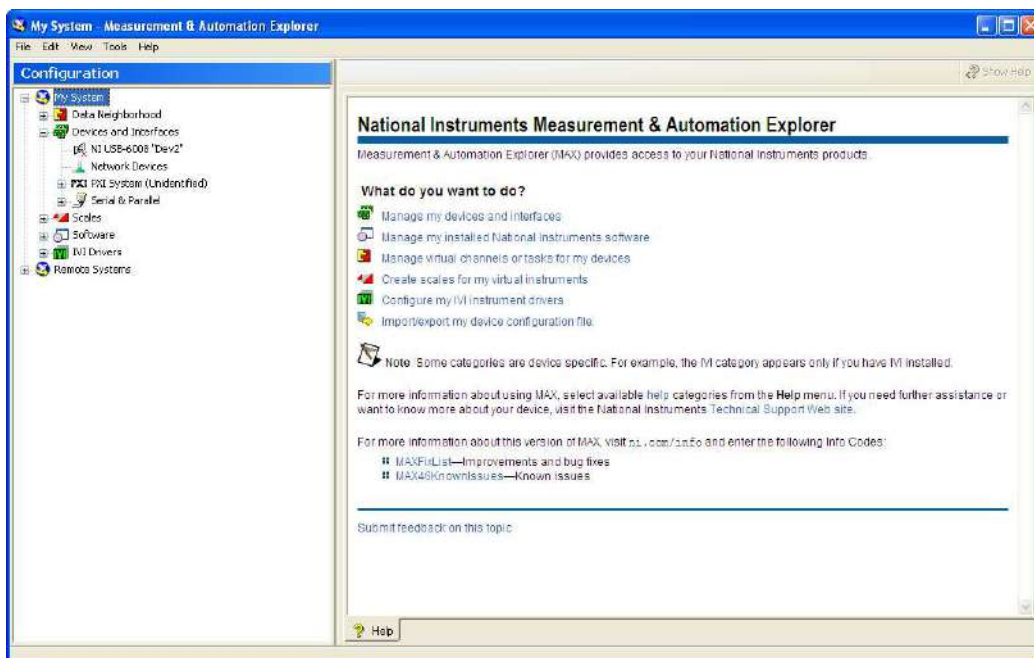 My System - Measurement & Automation Explorer
File Edit View Tools Help
Configuration
Show Help
My System
Data Neighborhood
Devices and Interfaces
NI USB-6008 "Dev2"
Network Devices
PXI PXI System (Unidentified)
Serial & Parallel
Scales
Software
IVI Drivers
Remote Systems
National Instruments Measurement & Automation Explorer
Measurement & Automation Explorer (MAX) provides access to your National Instruments products.
What do you want to do?
Manage my devices and interfaces
Manage my installed National Instruments software
Manage virtual channels or tasks for my devices
Create scales for my virtual instruments
Configure my IVI instrument drivers
Import/export my device configuration file.
Note Some categories are device specific. For example, the IVI category appears only if you have IVI installed.
For more information about using MAX, select available help categories from the Help menu. If you need further assistance or
want to know more about your device, visit the National Instruments Technical Support Web site.
For more information about this version of MAX, visit ni.com/info and enter the following Info Codes:
MAXFixList—Improvements and bug fixes
MAX46KnownIssues—Known issues
Submit feedback on this topic
Help